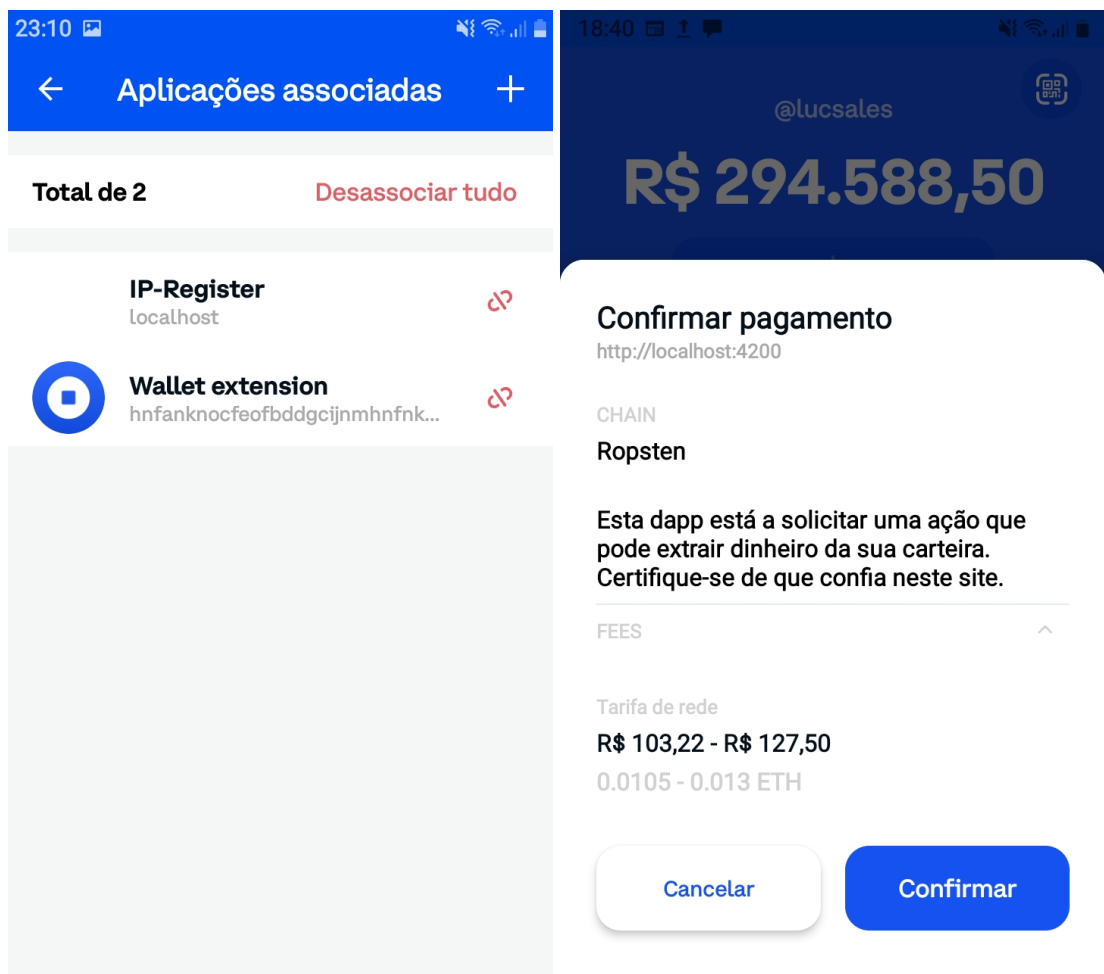 23:10
Aplicações associadas
Total de 2
Desassociar tudo
IP-Register
localhost
Wallet extension
hnfanknocfeofbddgcijnmhnfnk...
18:40
@lucsales
R$ 294.588,50
Confirmar pagamento
http://localhost:4200
CHAIN
Ropsten
Esta dapp está a solicitar uma ação que
pode extrair dinheiro da sua carteira.
Certifique-se de que confia neste site.
FEES
Tarifa de rede
R$ 103,22 - R$ 127,50
0.0105 - 0.013 ETH
Cancelar
Confirmar